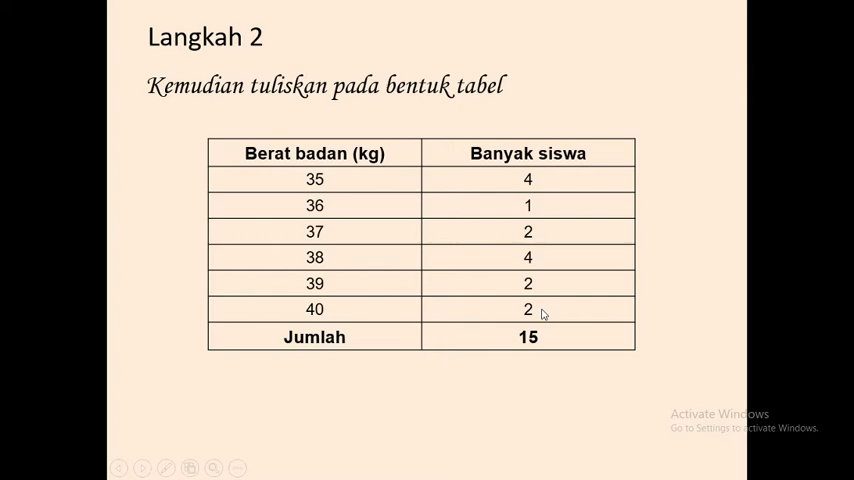 Langkah 2
Kemudian tuliskan pada bentuk tabel
Berat badan (kg) Banyak siswa
35 4
36 1
37 2
38 4
39 2
40 2
Jumlah 15
Activate Windows
Go to Settings to activate Windows.